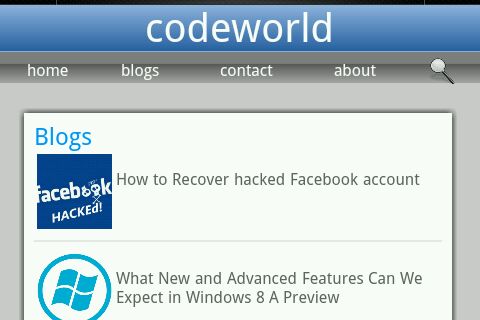 codeworld
home blogs contact about
Blogs
facebook
HACKed!
How to Recover hacked Facebook account
What New and Advanced Features Can We
Expect in Windows 8 A Preview